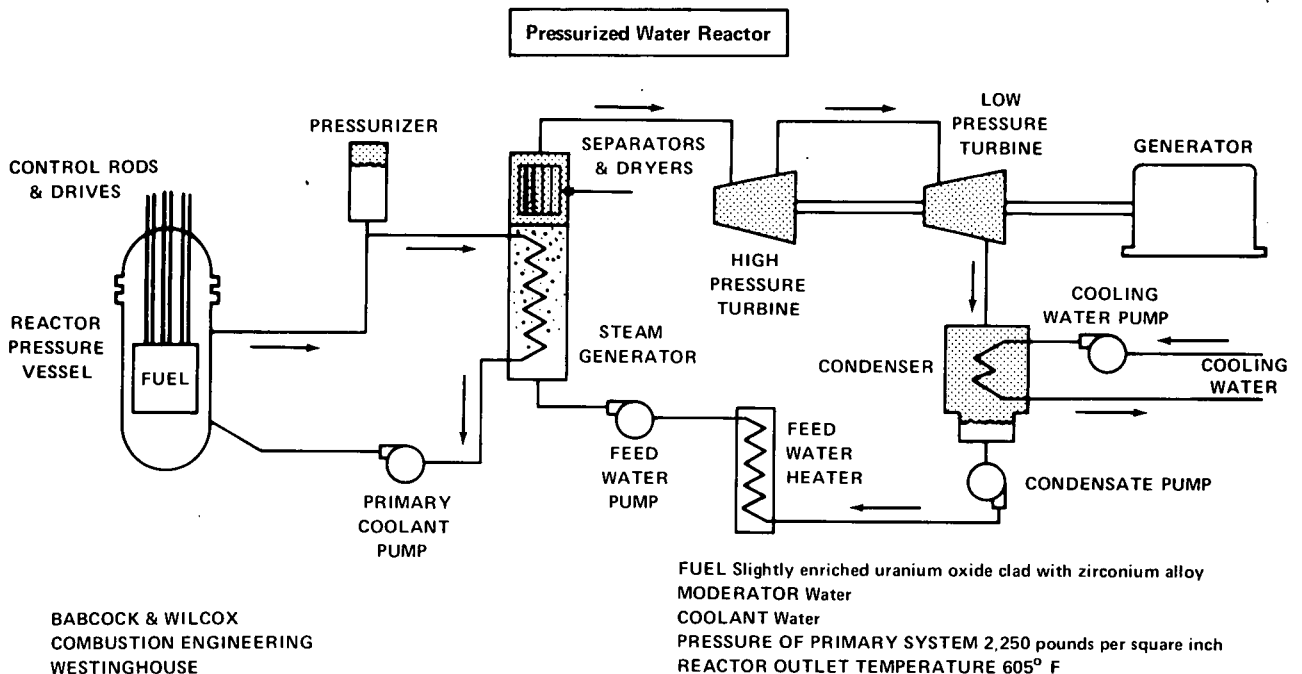 Pressurized Water Reactor
CONTROL RODS
& DRIVES
PRESSURIZER
SEPARATORS
& DRYERS
LOW
PRESSURE
TURBINE
GENERATOR
HIGH
PRESSURE
TURBINE
REACTOR
PRESSURE
VESSEL
FUEL
STEAM
GENERATOR
CONDENSER
COOLING
WATER PUMP
COOLING
WATER
PRIMARY
COOLANT
PUMP
FEED
WATER
PUMP
FEED
WATER
HEATER
CONDENSATE PUMP
BABCOCK & WILCOX
COMBUSTION ENGINEERING
WESTINGHOUSE
FUEL Slightly enriched uranium oxide clad with zirconium alloy
MODERATOR Water
COOLANT Water
PRESSURE OF PRIMARY SYSTEM 2,250 pounds per square inch
REACTOR OUTLET TEMPERATURE 605º F